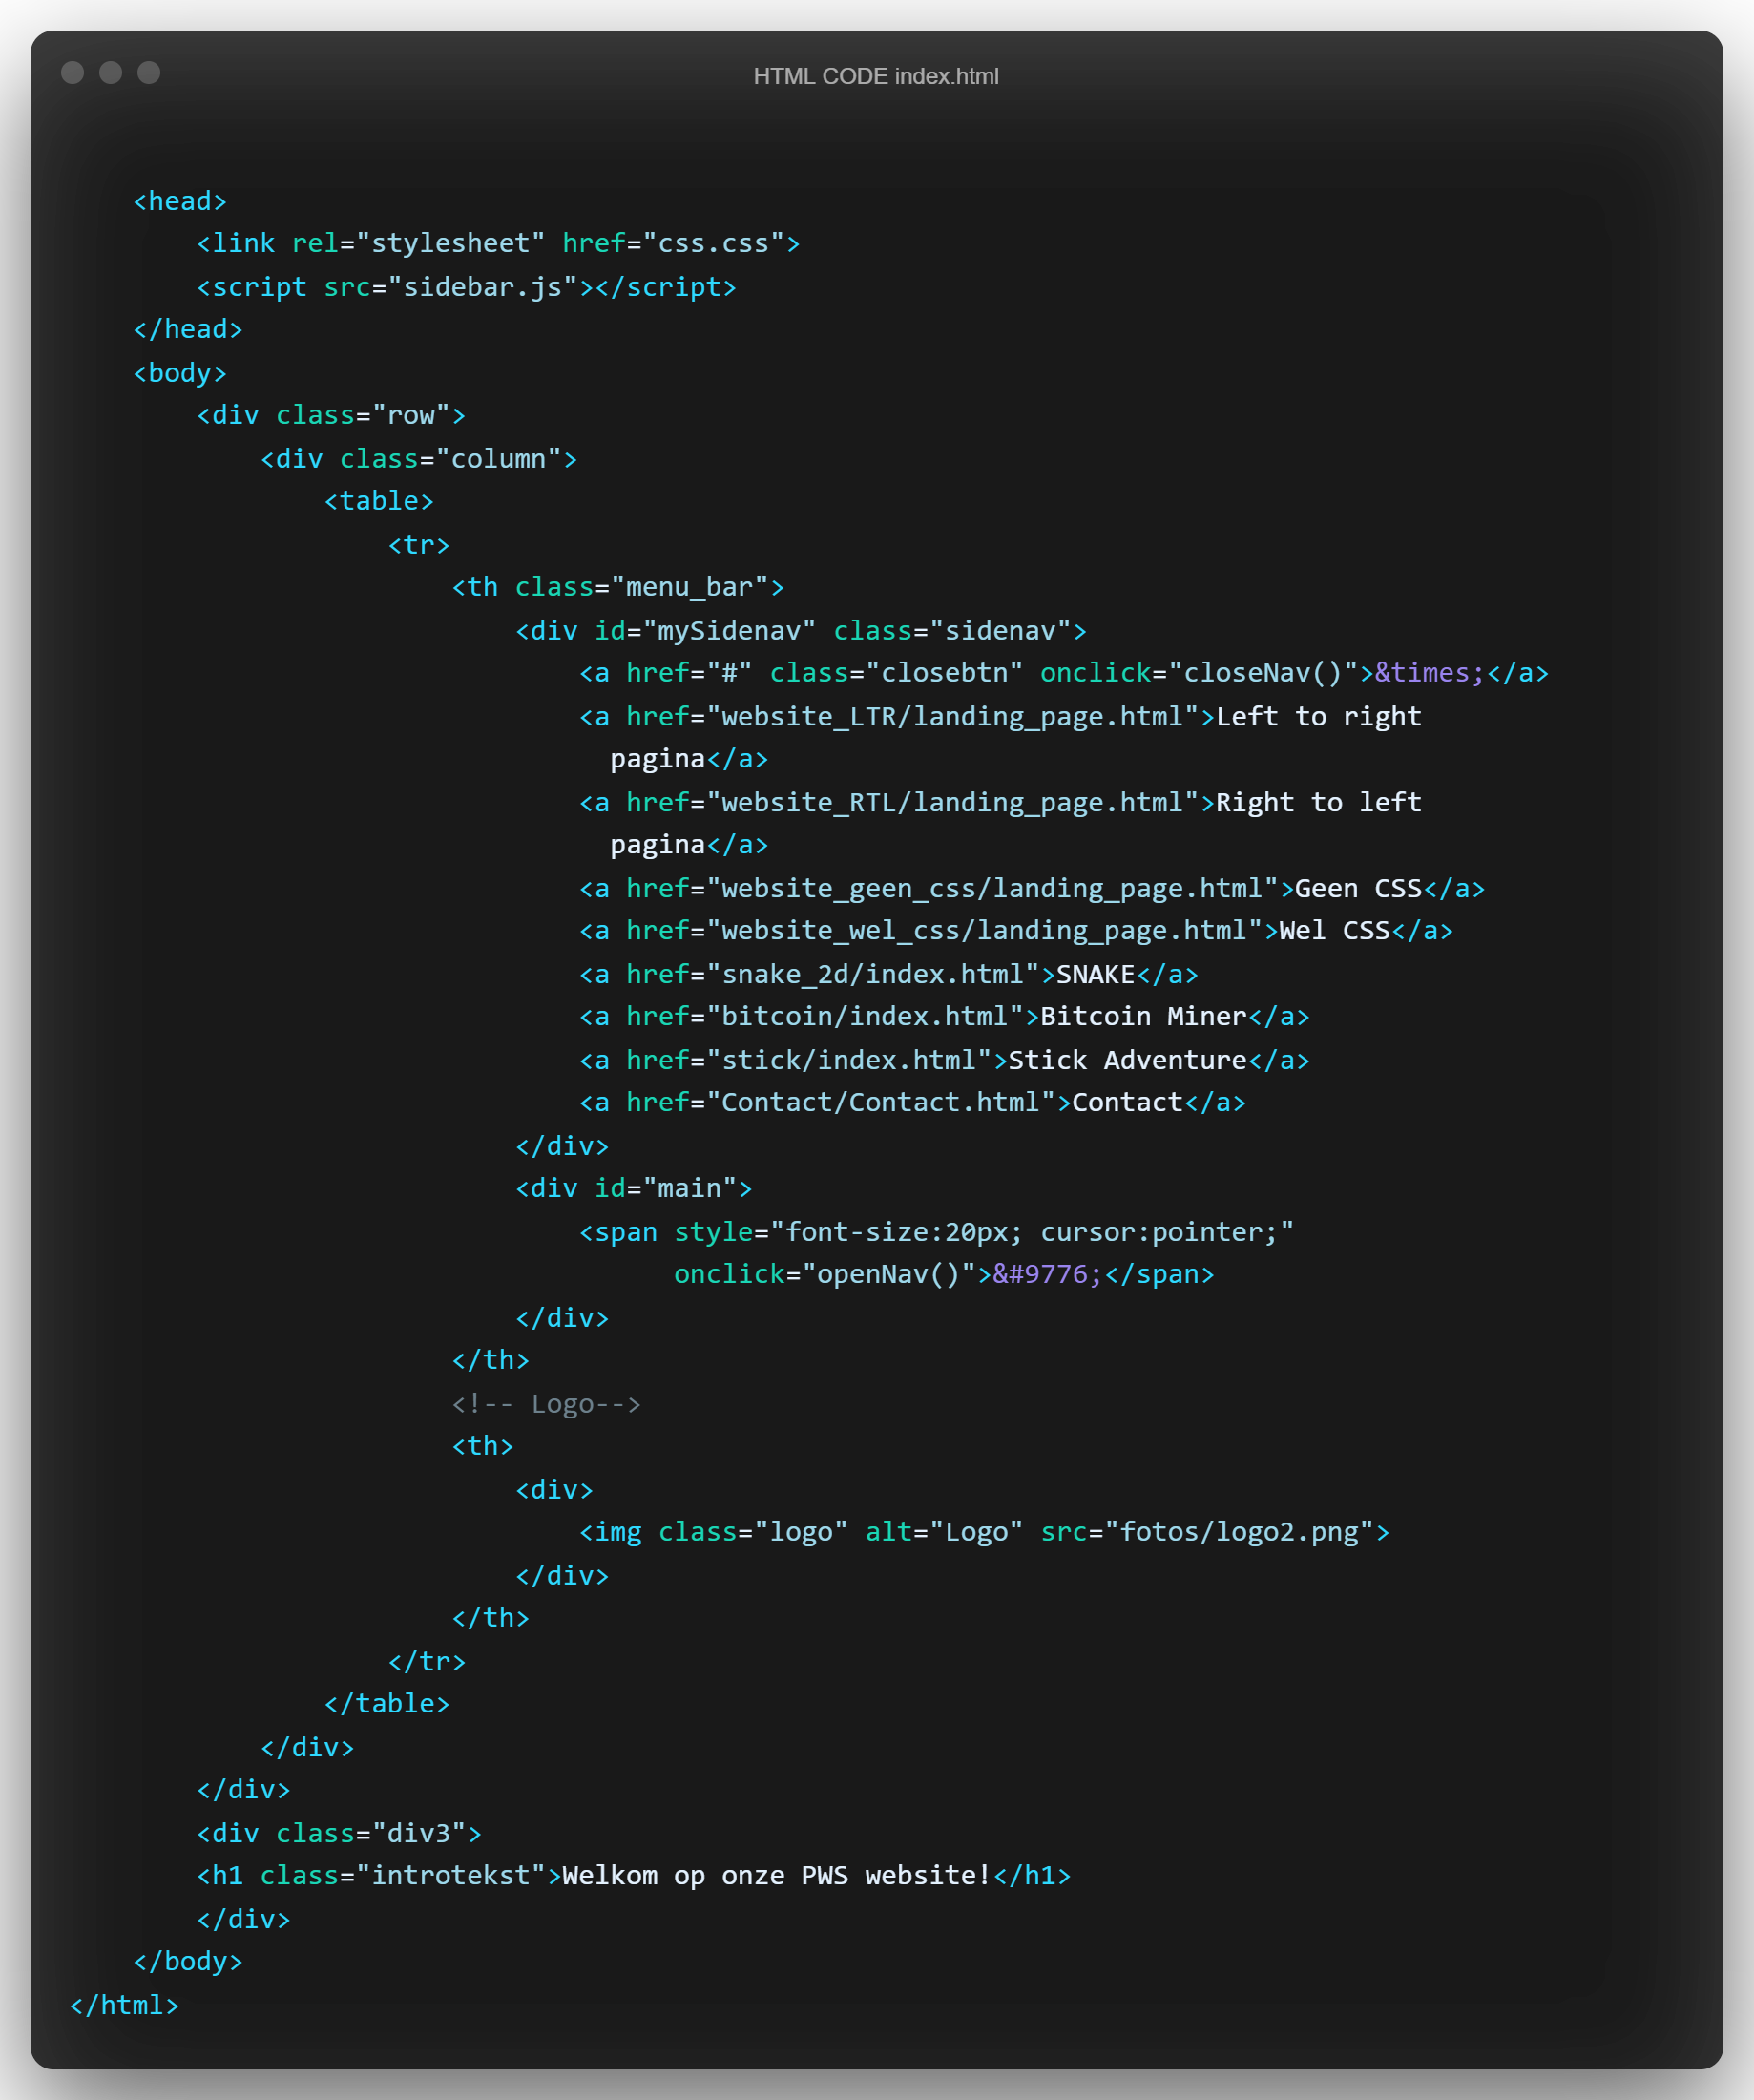 HTML CODE index.html
<head>
<link rel="stylesheet" href="css.css">
<script src="sidebar.js"></script>
</head>
<body>
<div class="row">
<div class="column">
<table>
<tr>
<th class="menu_bar">
<div id="mySidenav" class="sidenav">
<a href="#" class="closebtn" onclick="closeNav()">&times;</a>
<a href="website_LTR/landing_page.html">Left to right
pagina</a>
<a href="website_RTL/landing_page.html">Right to left
pagina</a>
<a href="website_geen_css/landing_page.html">Geen CSS</a>
<a href="website_wel_css/landing_page.html">Wel CSS</a>
<a href="snake_2d/index.html">SNAKE</a>
<a href="bitcoin/index.html">Bitcoin Miner</a>
<a href="stick/index.html">Stick Adventure</a>
<a href="Contact/Contact.html">Contact</a>
</div>
<div id="main">
<span style="font-size:20px; cursor:pointer;"
onclick="openNav()">&#9776;</span>
</div>
</th>
<!-- Logo-->
<th>
<div>
<img class="logo" alt="Logo" src="fotos/logo2.png">
</div>
</th>
</tr>
</table>
</div>
</div>
<div class="div3">
<h1 class="introtekst">Welkom op onze PWS website!</h1>
</div>
</body>
</html>